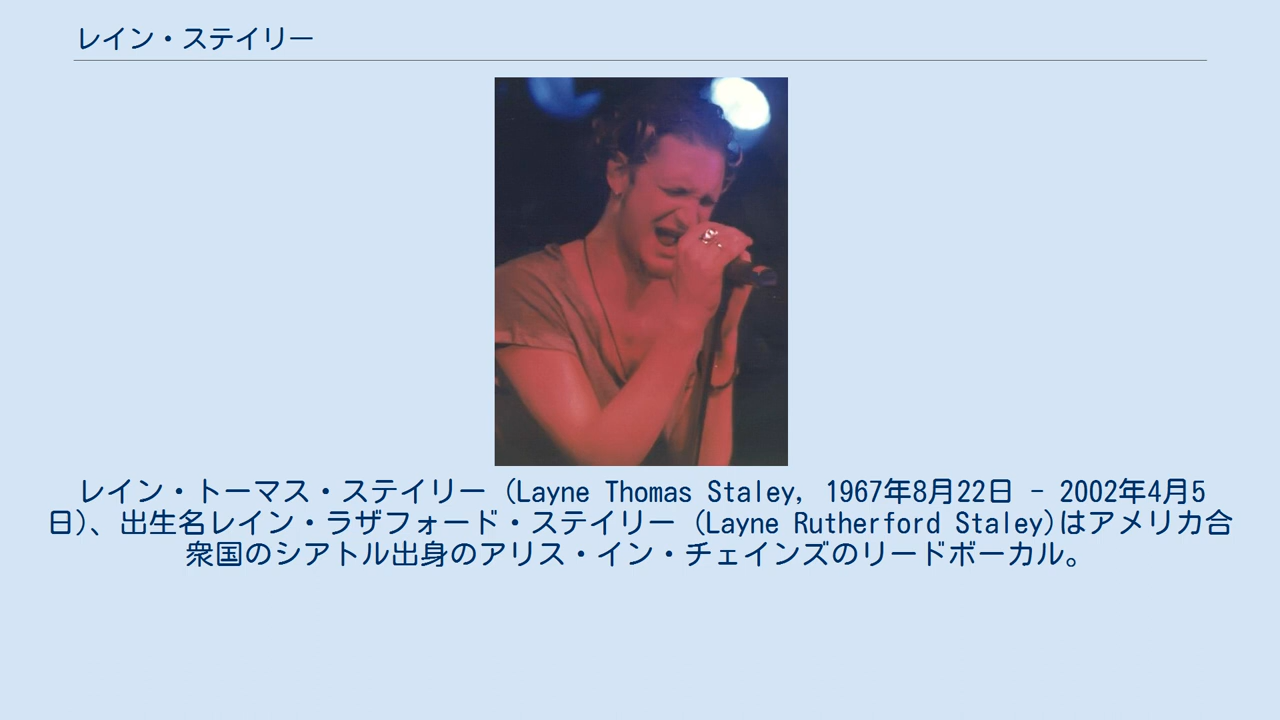 レイン・ステイリー
レイン・トーマス・ステイリー (Layne Thomas Staley, 1967年8月22日 - 2002年4月5
日)、出生名レイン・ラザフォード・ステイリー (Layne Rutherford Staley)はアメリカ合
衆国のシアトル出身のアリス・イン・チェインズのリードボーカル。